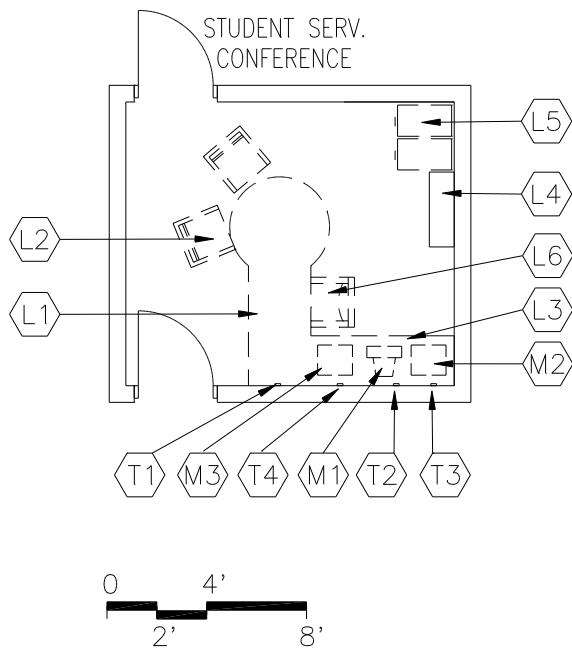 STUDENT SERV.
CONFERENCE
L5
L4
L2
L6
L1
L3
M2
T1 M3 T4 M1 T2 T3
0 4'
2' 8'